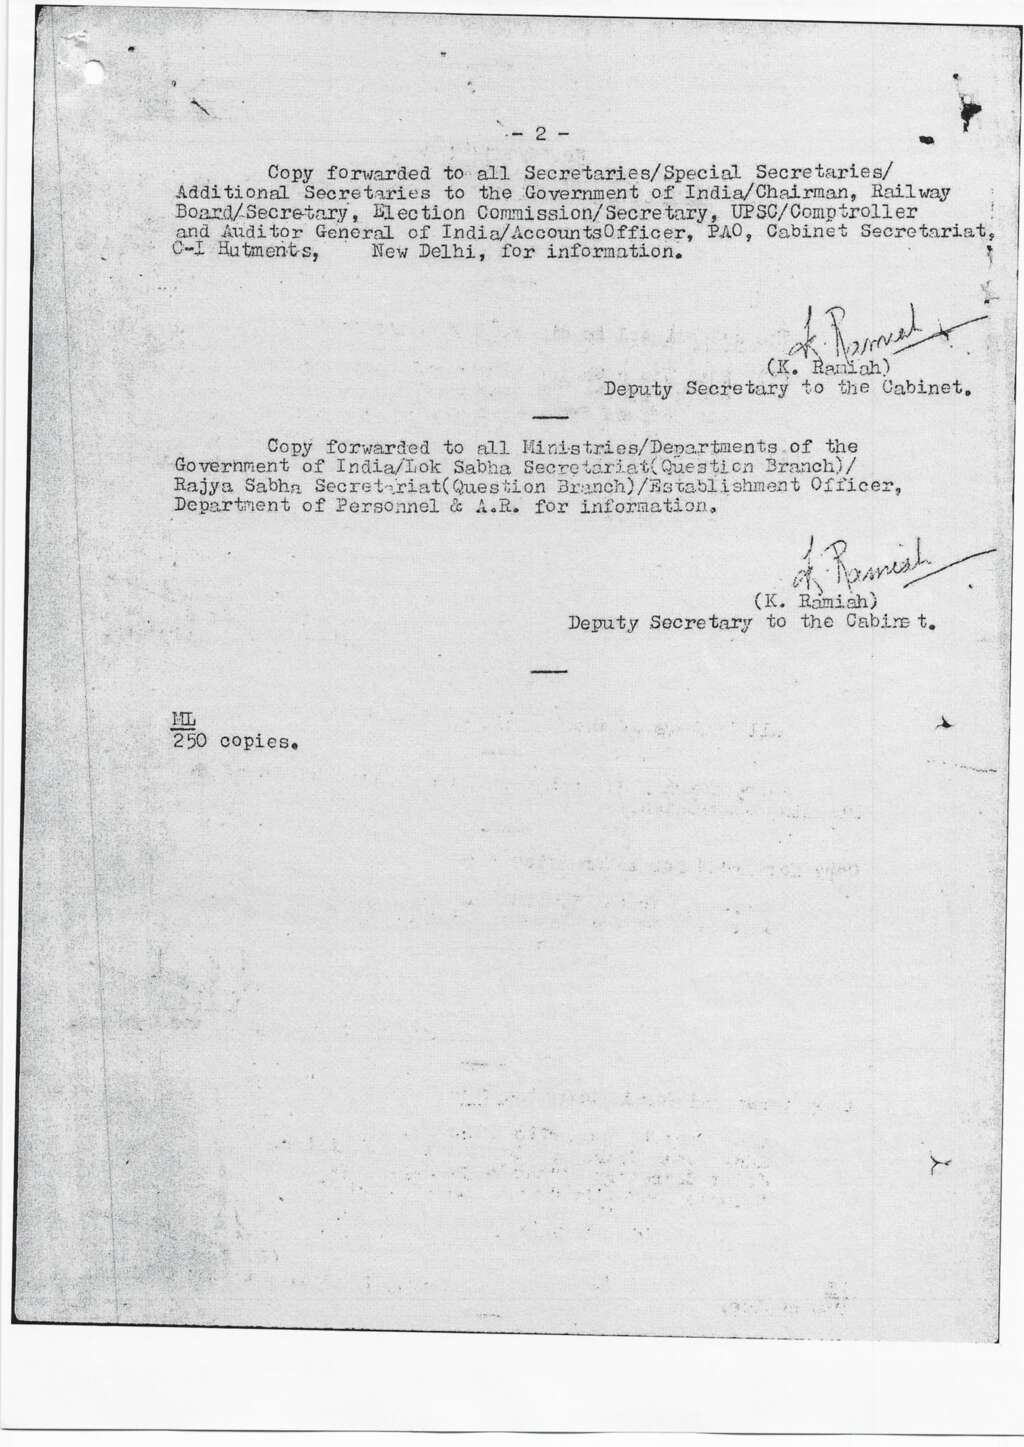 - 2 -
Copy forwarded to all Secretaries/Special Secretaries/
Additional Secretaries to the Government of India/Chairman, Railway
Board/Secretary, Election Commission/Secretary, UPSC/Comptroller
and Auditor General of India/AccountsOfficer, PAO, Cabinet Secretariat,
C-I Hutments, New Delhi, for information.
K. Ramiah
(K. Ramiah)
Deputy Secretary to the Cabinet.
Copy forwarded to all Ministries/Departments of the
Government of India/Lok Sabha Secretariat(Question Branch)/
Rajya Sabha Secretariat(Question Branch)/Establishment Officer,
Department of Personnel & A.R. for information.
K. Ramiah
(K. Ramiah)
Deputy Secretary to the Cabinet.
ML
250 copies.